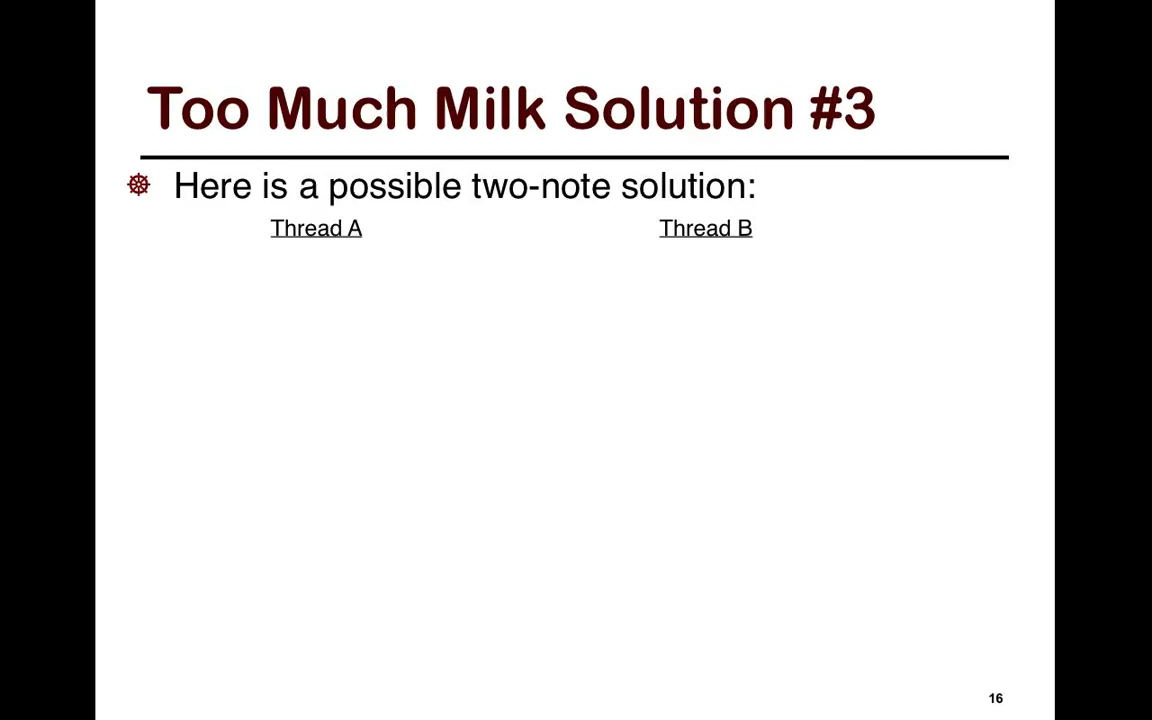 Too Much Milk Solution #3
Here is a possible two-note solution:
Thread A Thread B
16